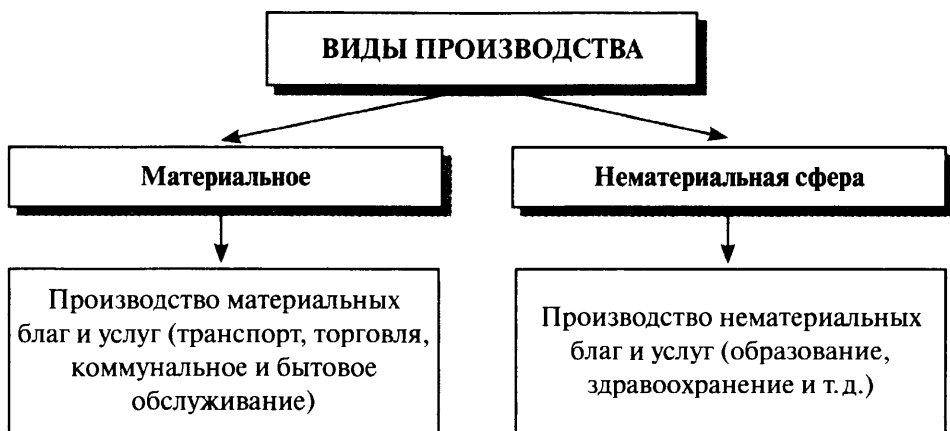 ВИДЫ ПРОИЗВОДСТВА
Материальное
Нематериальная сфера
Производство материальных
благ и услуг (транспорт, торговля,
коммунальное и бытовое
обслуживание)
Производство нематериальных
благ и услуг (образование,
здравоохранение и т. д.)